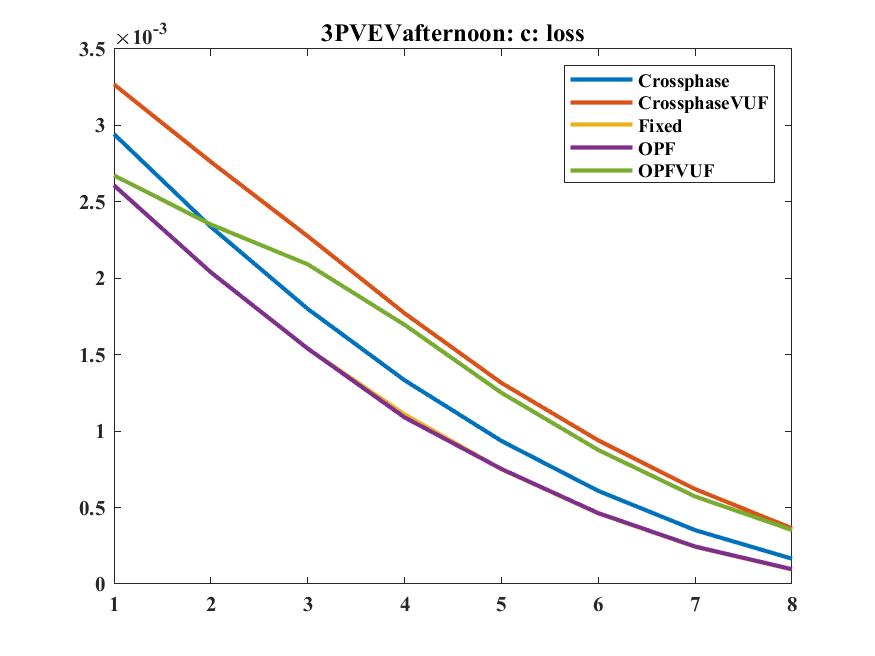 3PVEVafternoon: c: loss
×10⁻³
3.5
3
2.5
2
1.5
1
0.5
0
1 2 3 4 5 6 7 8
Crossphase
CrossphaseVUF
Fixed
OPF
OPFVUF